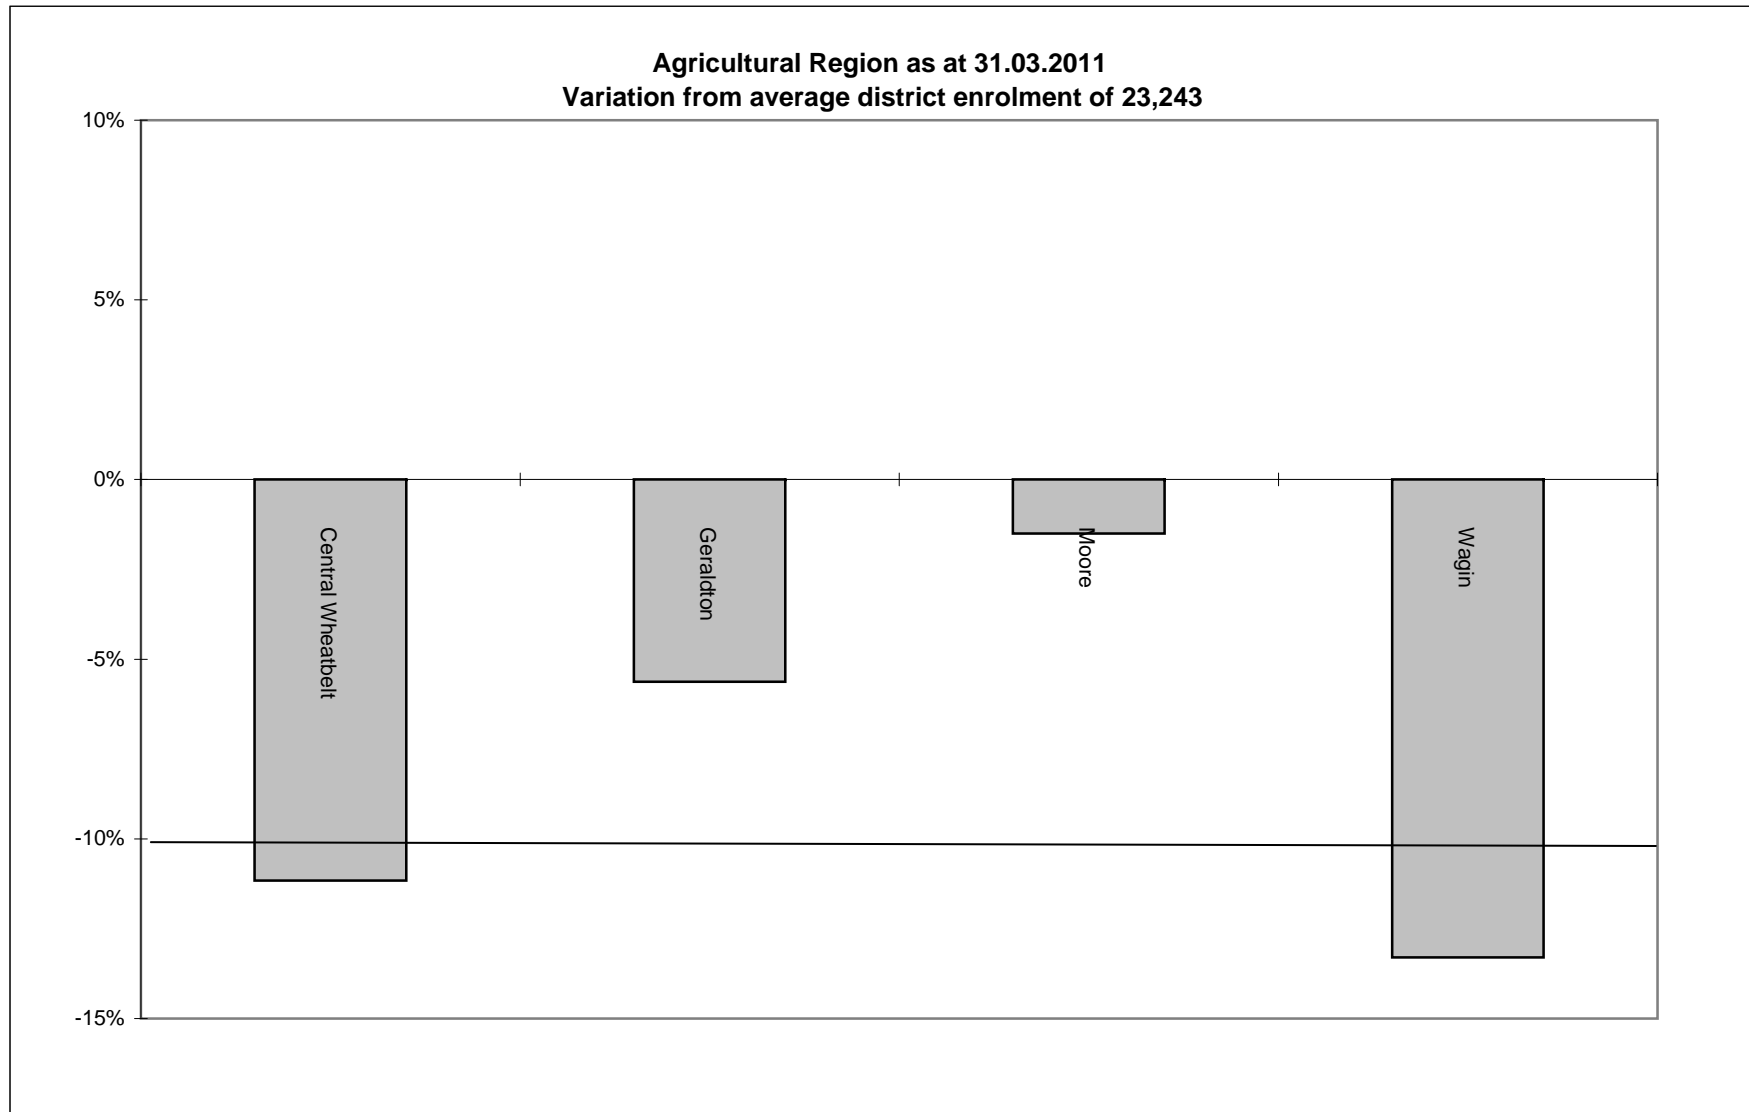 Agricultural Region as at 31.03.2011
Variation from average district enrolment of 23,243
10%
5%
0%
-5%
-10%
-15%
Central Wheatbelt
Geraldton
Moore
Wagin